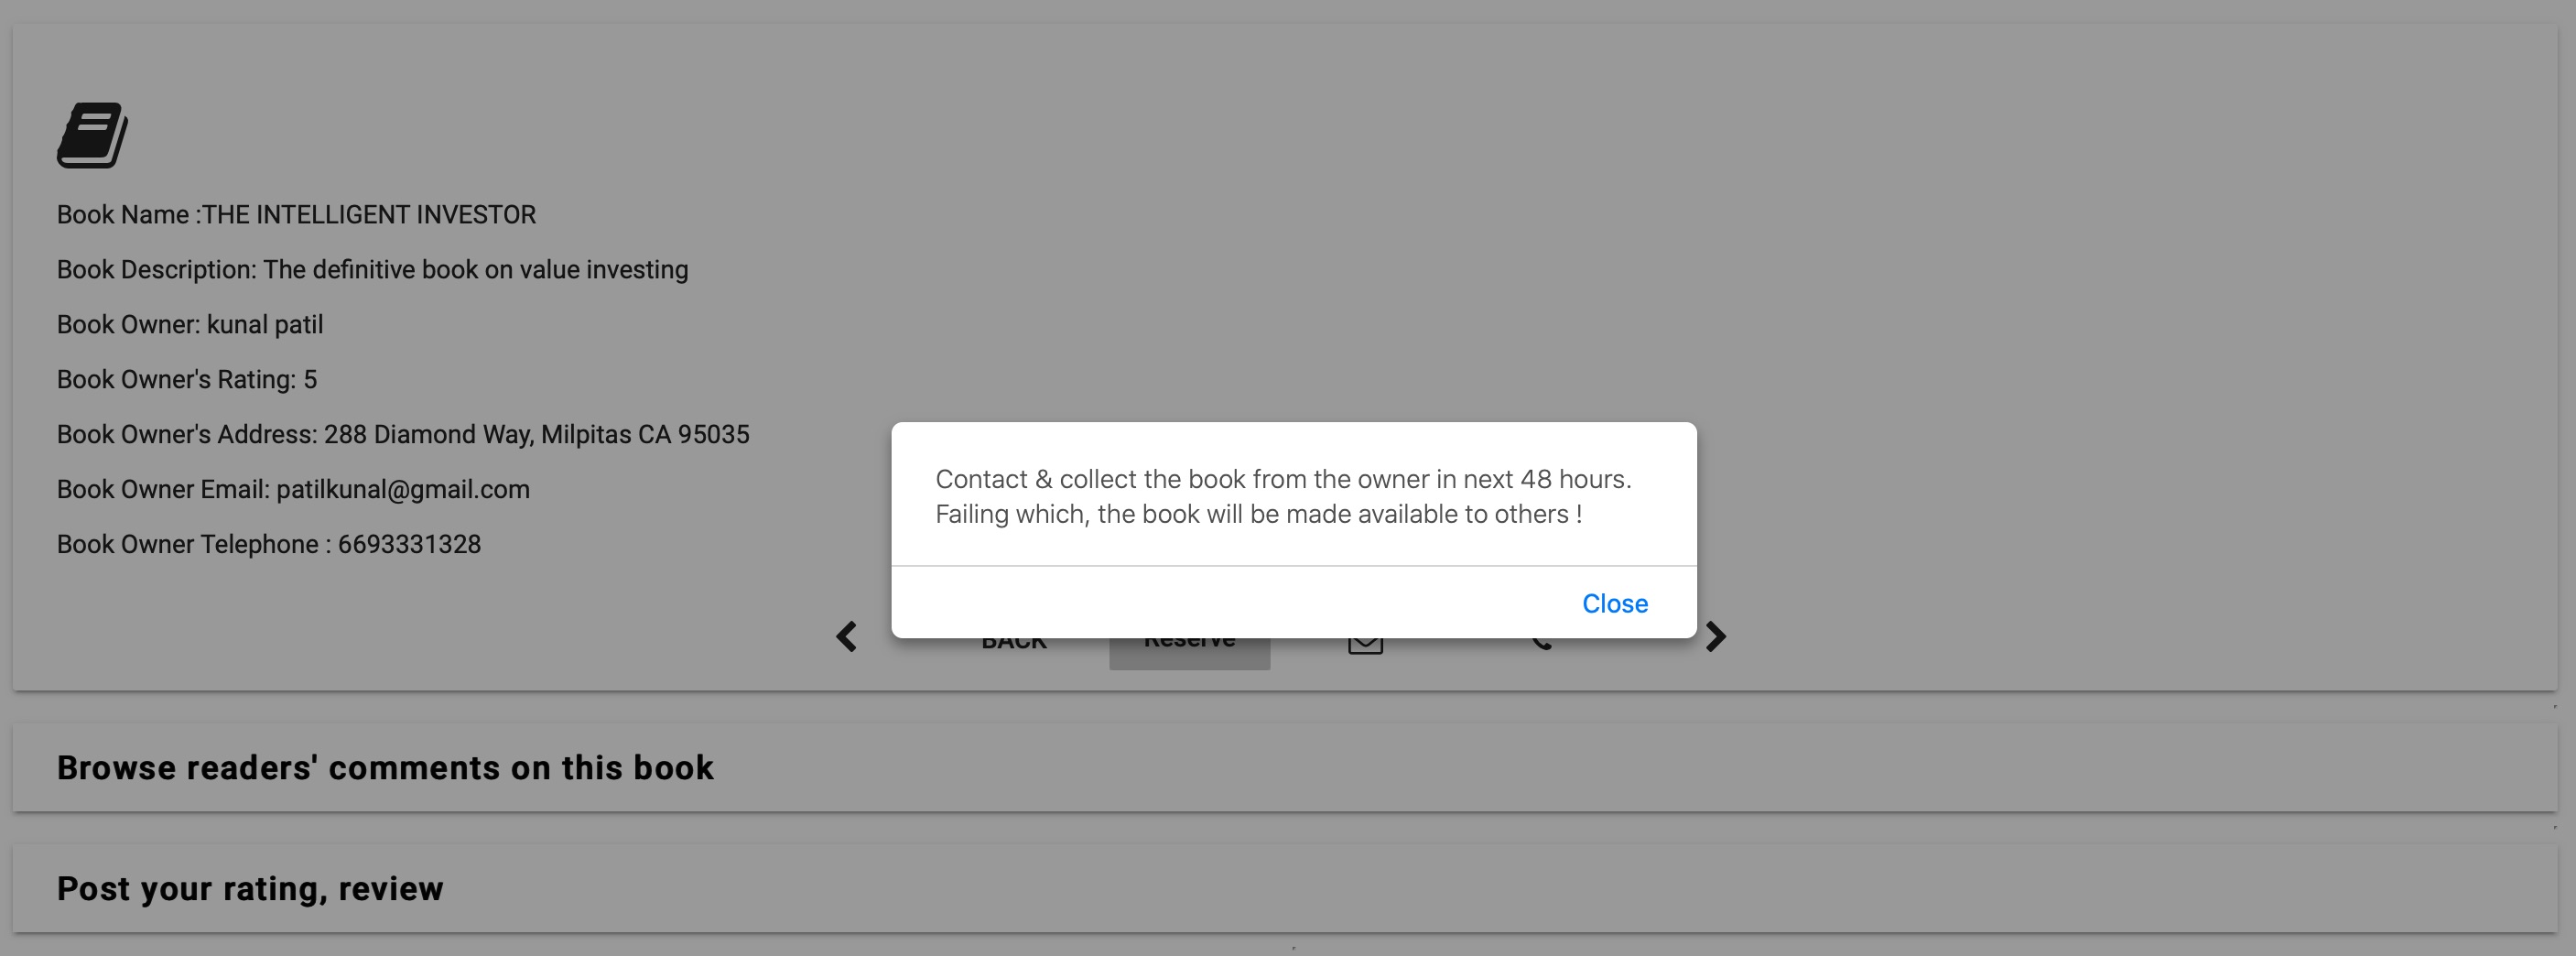 Book Name :THE INTELLIGENT INVESTOR
Book Description: The definitive book on value investing
Book Owner: kunal patil
Book Owner's Rating: 5
Book Owner's Address: 288 Diamond Way, Milpitas CA 95035
Book Owner Email: patilkunal@gmail.com
Book Owner Telephone : 6693331328
Contact & collect the book from the owner in next 48 hours.
Failing which, the book will be made available to others !
Close
BACK Reserve
Browse readers' comments on this book
Post your rating, review